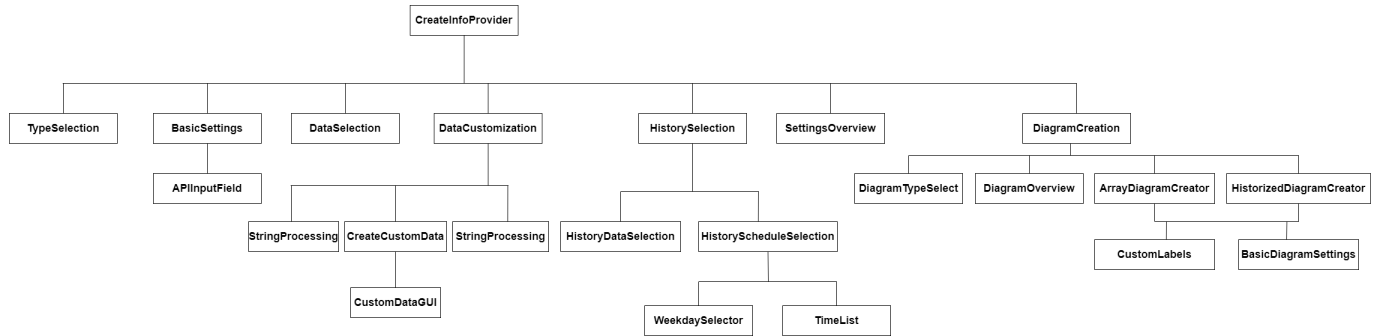 CreateInfoProvider
TypeSelection
BasicSettings
DataSelection
DataCustomization
HistorySelection
SettingsOverview
DiagramCreation
APIInputField
DiagramTypeSelect
DiagramOverview
ArrayDiagramCreator
HistorizedDiagramCreator
StringProcessing
CreateCustomData
StringProcessing
HistoryDataSelection
HistoryScheduleSelection
CustomLabels
BasicDiagramSettings
CustomDataGUI
WeekdaySelector
TimeList